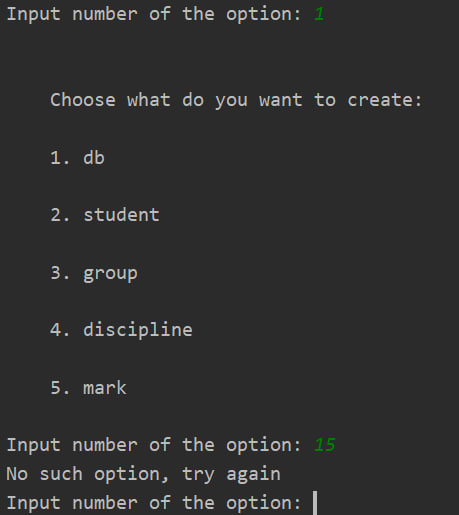 Input number of the option: 1
Choose what do you want to create:
1. db
2. student
3. group
4. discipline
5. mark
Input number of the option: 15
No such option, try again
Input number of the option: